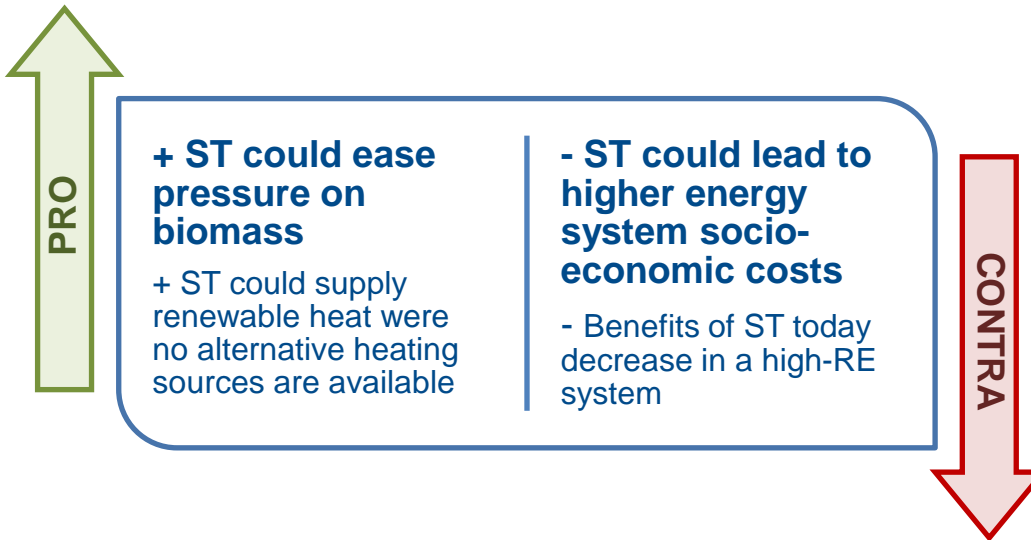 PRO
+ ST could ease
pressure on
biomass
+ ST could supply
renewable heat were
no alternative heating
sources are available
- ST could lead to
higher energy
system socio-
economic costs
- Benefits of ST today
decrease in a high-RE
system
CONTRA